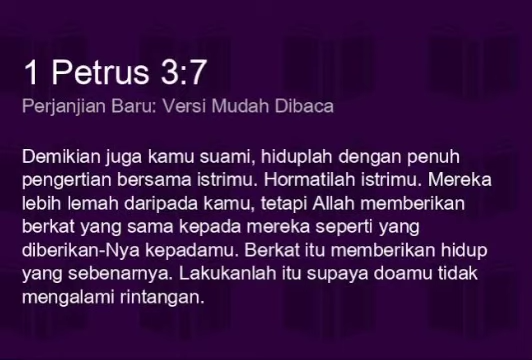 1 Petrus 3:7
Perjanjian Baru: Versi Mudah Dibaca
Demikian juga kamu suami, hiduplah dengan penuh
pengertian bersama istrimu. Hormatilah istrimu. Mereka
lebih lemah daripada kamu, tetapi Allah memberikan
berkat yang sama kepada mereka seperti yang
diberikan-Nya kepadamu. Berkat itu memberikan hidup
yang sebenarnya. Lakukanlah itu supaya doamu tidak
mengalami rintangan.